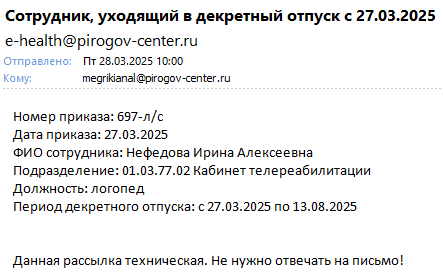 Сотрудник, уходящий в декретный отпуск с 27.03.2025
e-health@pirogov-center.ru
Отправлено: Пт 28.03.2025 10:00
Кому: megrikianal@pirogov-center.ru
Номер приказа: 697-л/с
Дата приказа: 27.03.2025
ФИО сотрудника: Нефедова Ирина Алексеевна
Подразделение: 01.03.77.02 Кабинет телереабилитации
Должность: логопед
Период декретного отпуска: с 27.03.2025 по 13.08.2025
Данная рассылка техническая. Не нужно отвечать на письмо!